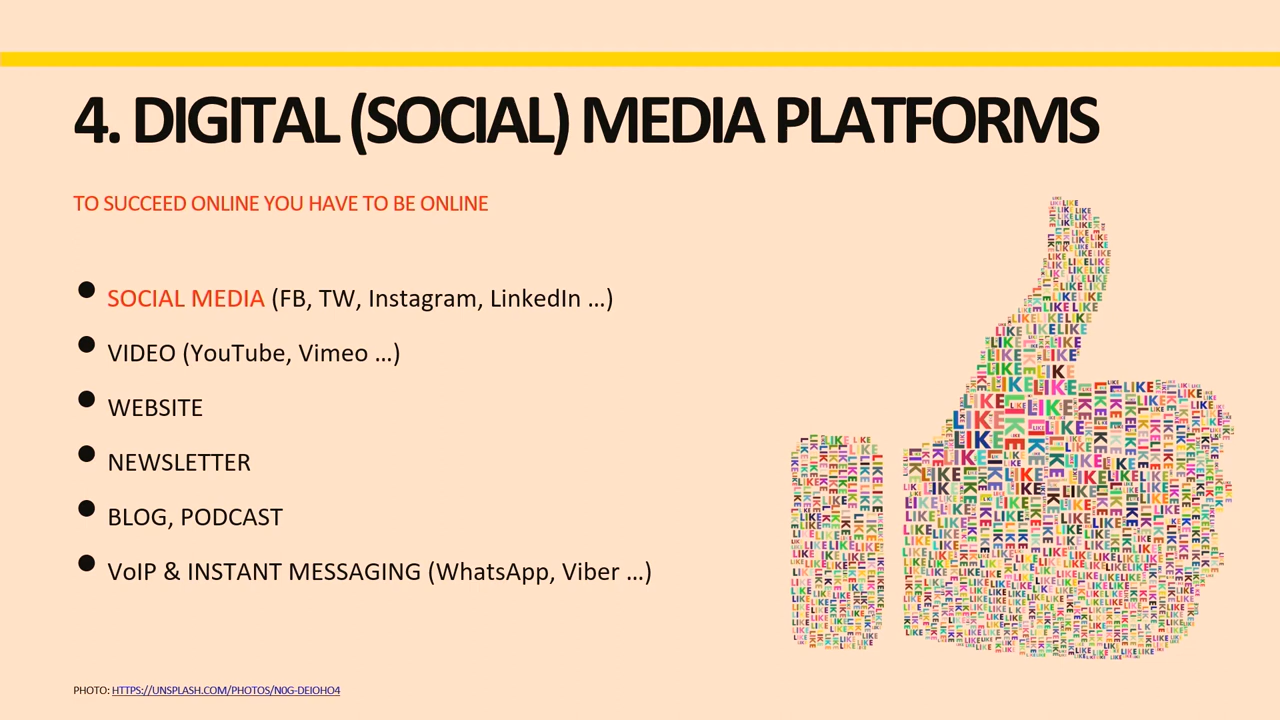 4. DIGITAL (SOCIAL) MEDIA PLATFORMS
TO SUCCEED ONLINE YOU HAVE TO BE ONLINE
SOCIAL MEDIA (FB, TW, Instagram, LinkedIn ...)
VIDEO (YouTube, Vimeo ...)
WEBSITE
NEWSLETTER
BLOG, PODCAST
VoIP & INSTANT MESSAGING (WhatsApp, Viber ...)
LIKE
PHOTO: HTTPS://UNSPLASH.COM/PHOTOS/N0G-DEIOHO4